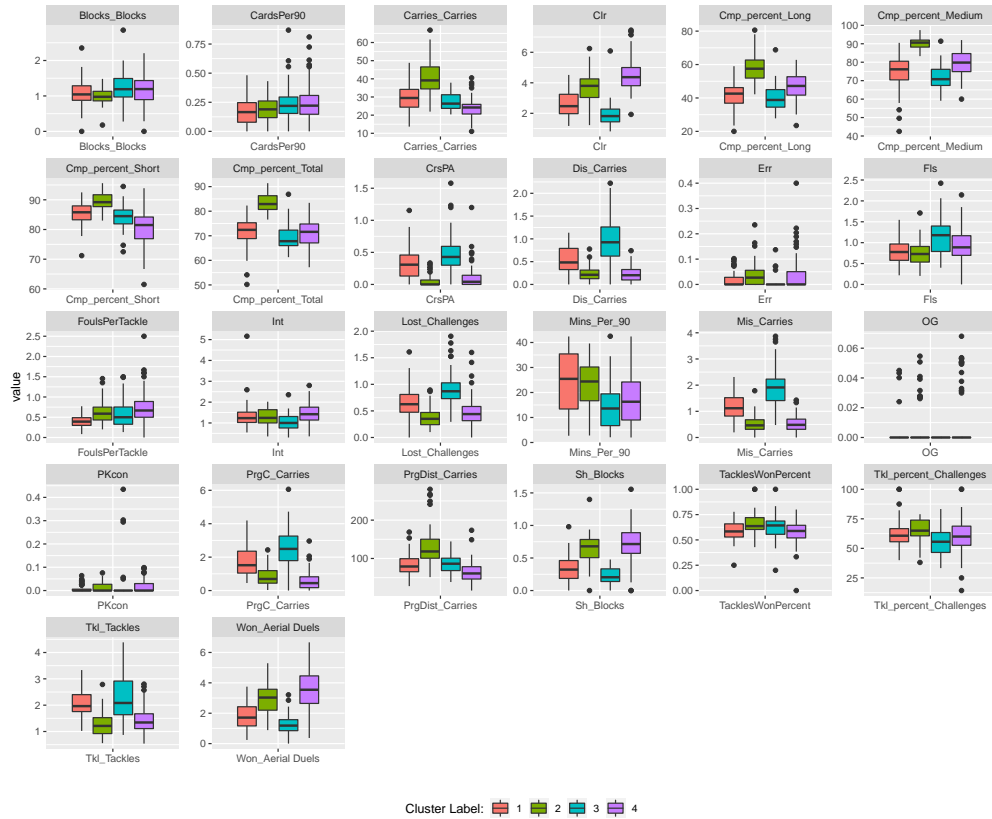 Blocks_Blocks CardsPer90 Carries_Carries Clr Cmp_percent_Long Cmp_percent_Medium
2 1 0
0.75 0.50 0.25 0.00
60 50 40 30 20 10
6 4 2
80 60 40 20
100 90 80 70 60 50 40
Blocks_Blocks CardsPer90 Carries_Carries Clr Cmp_percent_Long Cmp_percent_Medium
Cmp_percent_Short Cmp_percent_Total CrsPA Dis_Carries Err Fls
90 80 70 60
90 80 70 60 50
1.5 1.0 0.5 0.0
2.0 1.5 1.0 0.5 0.0
0.4 0.3 0.2 0.1 0.0
2.5 2.0 1.5 1.0 0.5 0.0
Cmp_percent_Short Cmp_percent_Total CrsPA Dis_Carries Err Fls
value
FoulsPerTackle Int Lost_Challenges Mins_Per_90 Mis_Carries OG
2.5 2.0 1.5 1.0 0.5 0.0
5 4 3 2 1 0
2.0 1.5 1.0 0.5 0.0
40 30 20 10 0
4 3 2 1 0
0.06 0.04 0.02 0.00
FoulsPerTackle Int Lost_Challenges Mins_Per_90 Mis_Carries OG
PKcon PrgC_Carries PrgDist_Carries Sh_Blocks TacklesWonPercent Tkl_percent_Challenges
0.4 0.3 0.2 0.1 0.0
6 4 2 0
200 100
1.5 1.0 0.5 0.0
1.00 0.75 0.50 0.25 0.00
100 75 50 25
PKcon PrgC_Carries PrgDist_Carries Sh_Blocks TacklesWonPercent Tkl_percent_Challenges
Tkl_Tackles Won_Aerial Duels
4 3 2 1
6 4 2 0
Tkl_Tackles Won_Aerial Duels
Cluster Label: 1 2 3 4